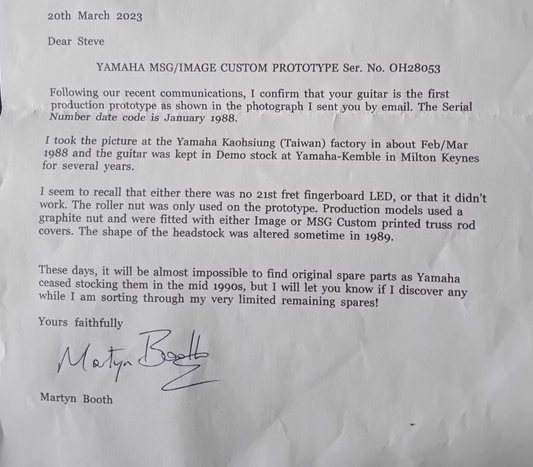 20th March 2023
Dear Steve
YAMAHA MSG/IMAGE CUSTOM PROTOTYPE Ser. No. OH28053
Following our recent communications, I confirm that your guitar is the first
production prototype as shown in the photograph I sent you by email. The Serial
Number date code is January 1988.
I took the picture at the Yamaha Kaohsiung (Taiwan) factory in about Feb/Mar
1988 and the guitar was kept in Demo stock at Yamaha-Kemble in Milton Keynes
for several years.
I seem to recall that either there was no 21st fret fingerboard LED, or that it didn't
work. The roller nut was only used on the prototype. Production models used a
graphite nut and were fitted with either Image or MSG Custom printed truss rod
covers. The shape of the headstock was altered sometime in 1989.
These days, it will be almost impossible to find original spare parts as Yamaha
ceased stocking them in the mid 1990s, but I will let you know if I discover any
while I am sorting through my very limited remaining spares!
Yours faithfully
Martyn Booth
Martyn Booth